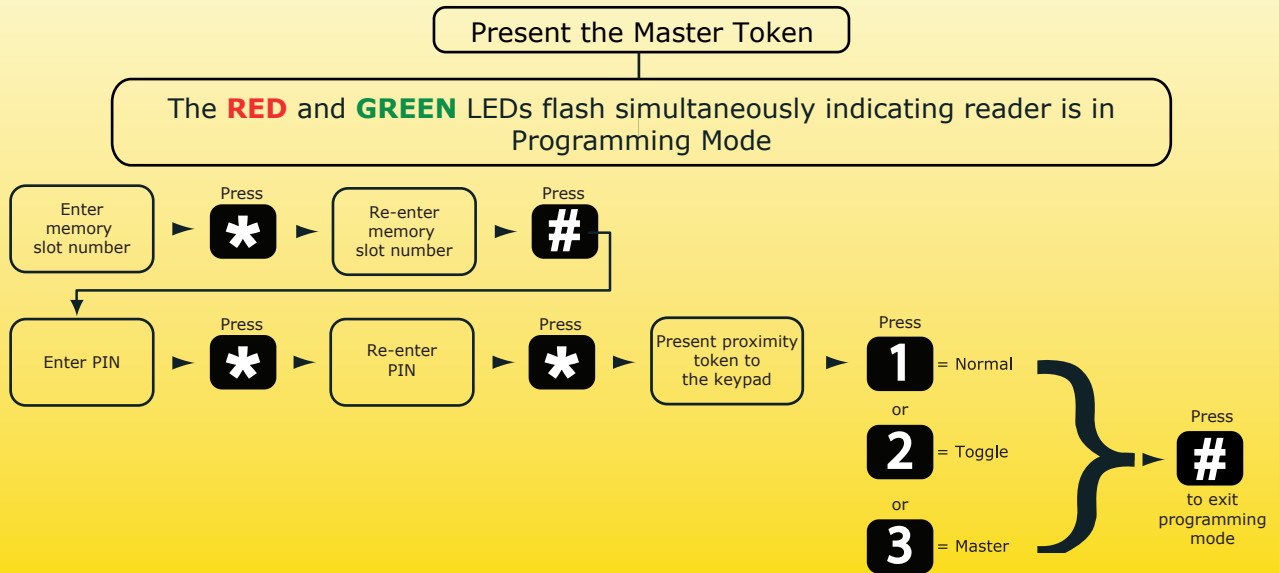 Present the Master Token
The RED and GREEN LEDs flash simultaneously indicating reader is in
Programming Mode
Enter
memory
slot number
Press
*
Re-enter
memory
slot number
Press
#
Enter PIN
Press
*
Re-enter
PIN
Press
*
Present proximity
token to
the keypad
Press
1 = Normal
or
2 = Toggle
or
3 = Master
Press
#
to exit
programming
mode